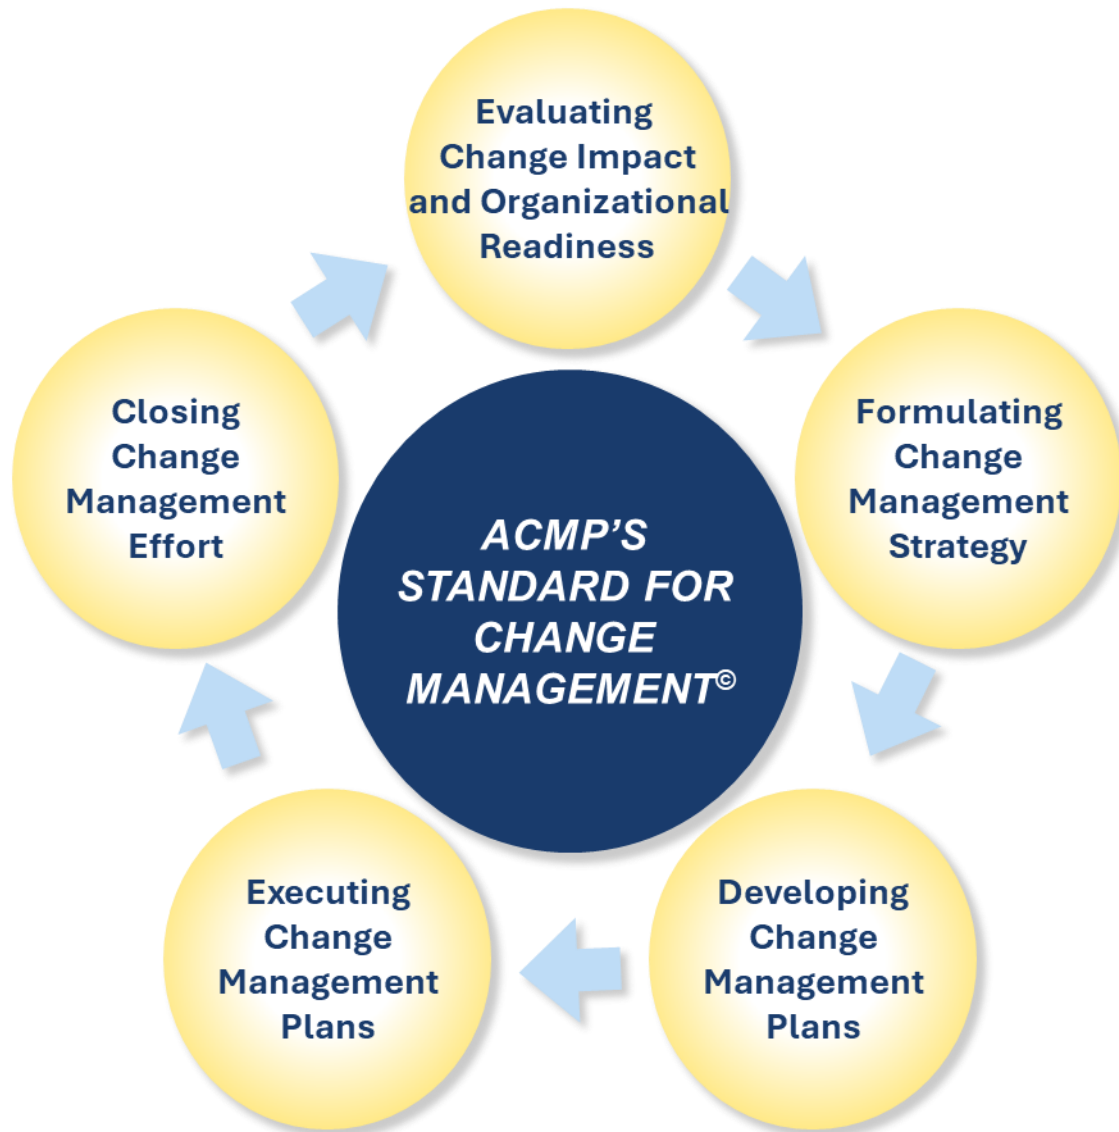 Evaluating
Change Impact
and Organizational
Readiness
Formulating
Change
Management
Strategy
Developing
Change
Management
Plans
Executing
Change
Management
Plans
Closing
Change
Management
Effort
ACMP’S
STANDARD FOR
CHANGE
MANAGEMENT©